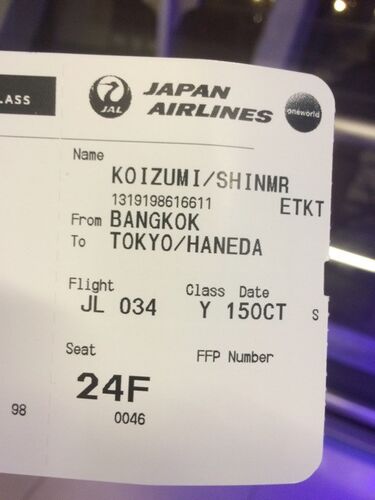 LASS
JAL
JAPAN
AIRLINES
oneworld
Name
KOIZUMI/SHINMR
1319198616611 ETKT
From BANGKOK
To TOKYO/HANEDA
Flight Class Date
JL 034 Y 15OCT S
Seat FFP Number
24F
98 0046